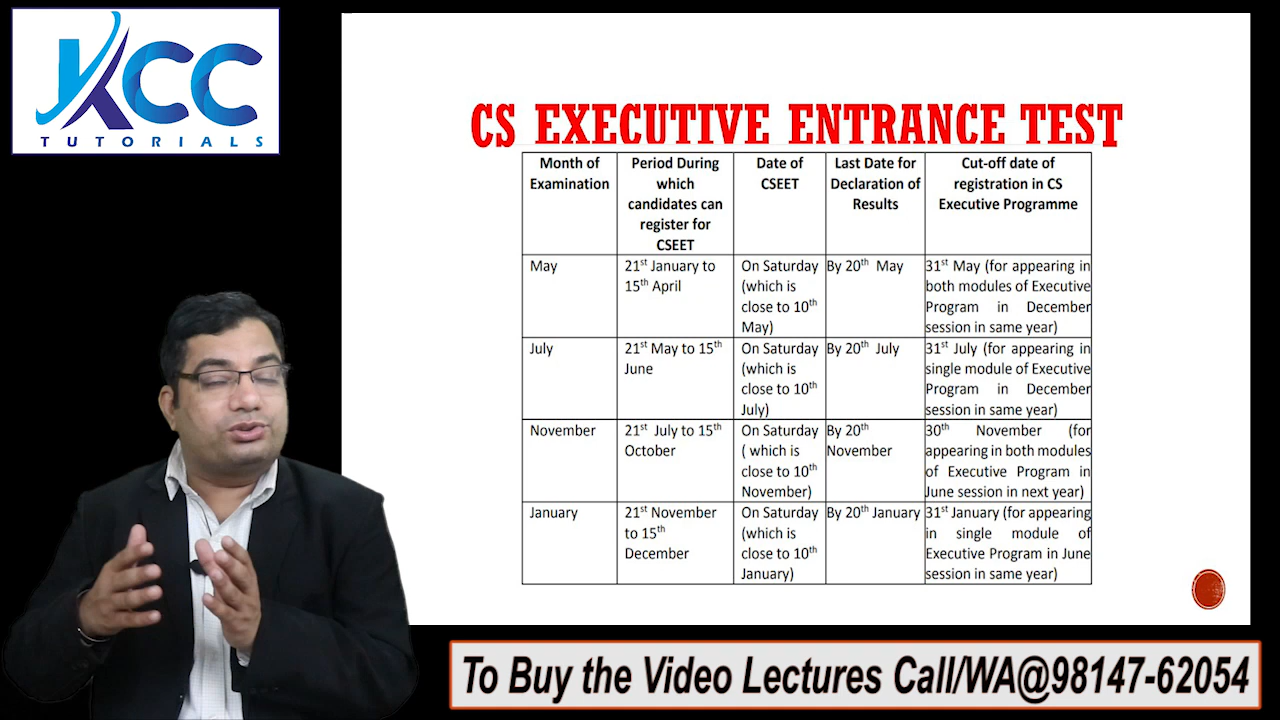 KCC
TUTORIALS
CS EXECUTIVE ENTRANCE TEST
Month of
Examination
Period During
which
candidates can
register for
CSEET
Date of
CSEET
Last Date for
Declaration of
Results
Cut-off date of
registration in CS
Executive Programme
May
21st January to
15th April
On Saturday
(which is
close to 10th
May)
By 20th May
31st May (for appearing in
both modules of Executive
Program in December
session in same year)
July
21st May to 15th
June
On Saturday
(which is
close to 10th
July)
By 20th July
31st July (for appearing in
single module of Executive
Program in December
session in same year)
November
21st July to 15th
October
On Saturday
( which is
close to 10th
November)
By 20th
November
30th November (for
appearing in both modules
of Executive Program in
June session in next year)
January
21st November
to 15th
December
On Saturday
(which is
close to 10th
January)
By 20th January
31st January (for appearing
in single module of
Executive Program in June
session in same year)
To Buy the Video Lectures Call/WA@98147-62054